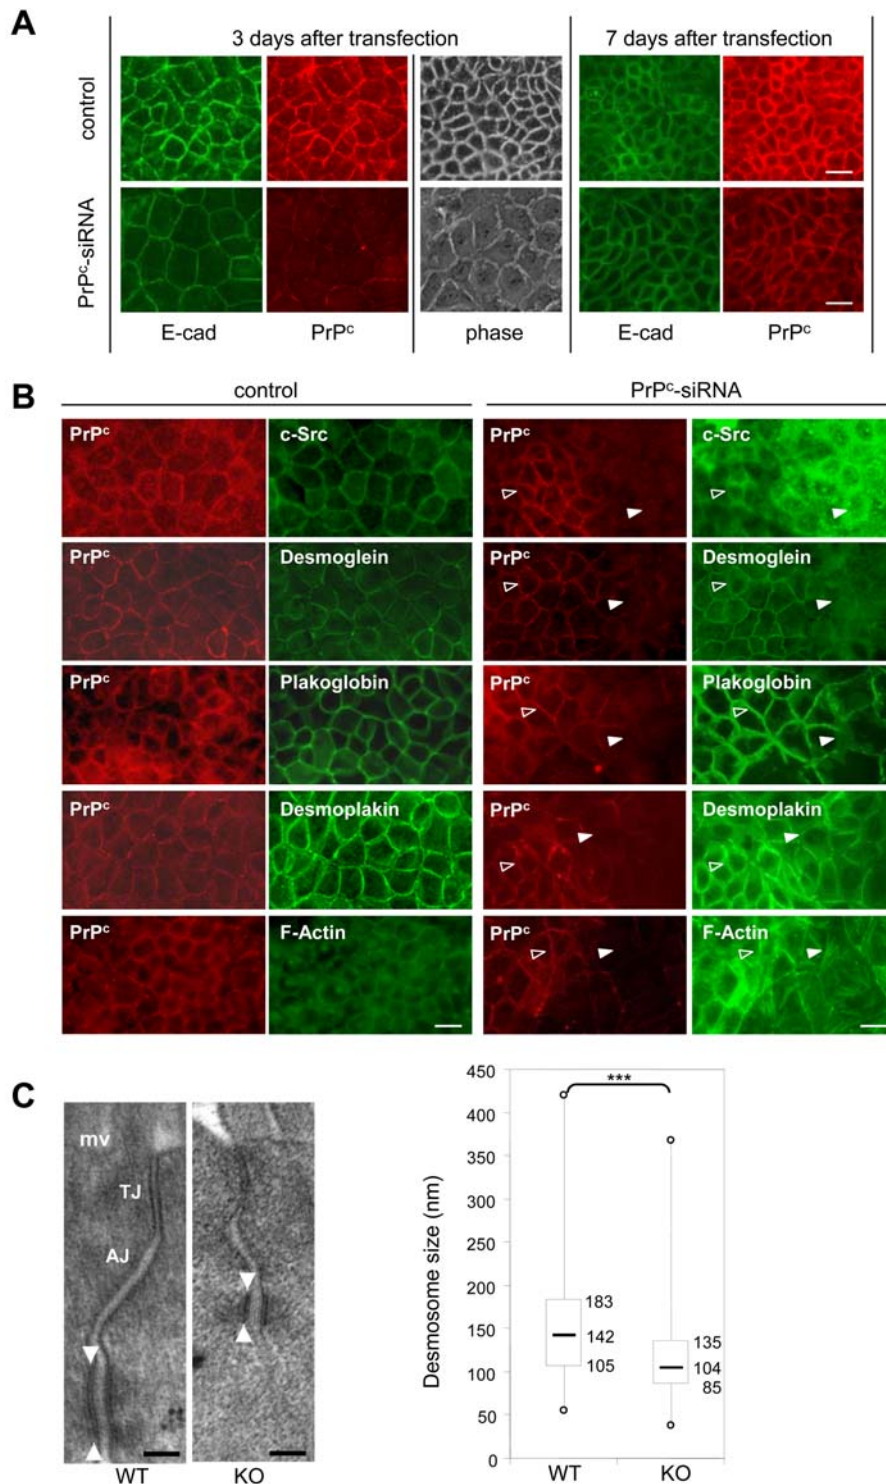 A
3 days after transfection
7 days after transfection
control
PrPᶜ-siRNA
E-cad
PrPᶜ
phase
E-cad
PrPᶜ
B
control
PrPᶜ-siRNA
PrPᶜ
c-Src
PrPᶜ
c-Src
PrPᶜ
Desmoglein
PrPᶜ
Desmoglein
PrPᶜ
Plakoglobin
PrPᶜ
Plakoglobin
PrPᶜ
Desmoplakin
PrPᶜ
Desmoplakin
PrPᶜ
F-Actin
PrPᶜ
F-Actin
C
mv
TJ
AJ
WT
KO
Desmosome size (nm)
450
400
350
300
250
200
150
100
50
0
***
183
142
105
135
104
85
WT
KO